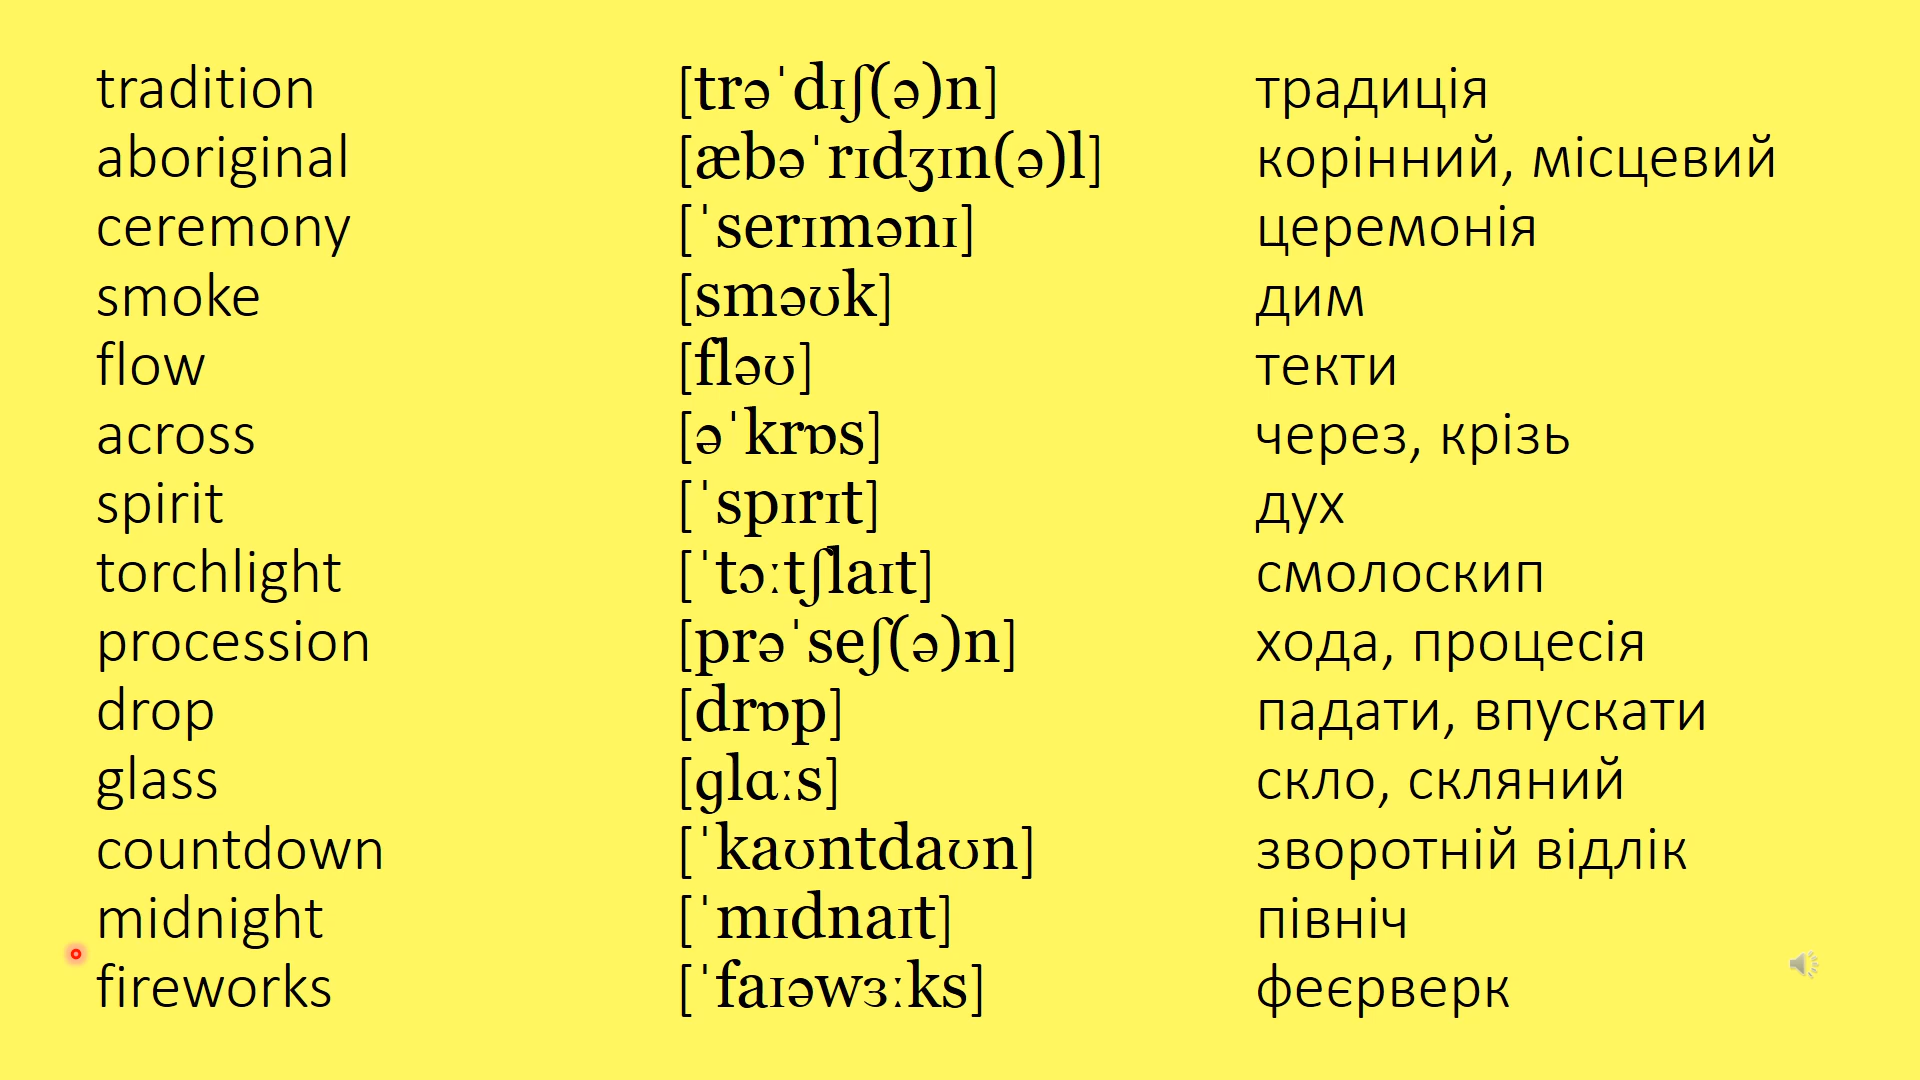 tradition [trəˈdɪʃ(ə)n] традиція
aboriginal [æbəˈrɪdʒɪn(ə)l] корінний, місцевий
ceremony [ˈserɪmənɪ] церемонія
smoke [sməʊk] дим
flow [fləʊ] текти
across [əˈkrɒs] через, крізь
spirit [ˈspɪrɪt] дух
torchlight [ˈtɔːtʃlaɪt] смолоскип
procession [prəˈseʃ(ə)n] хода, процесія
drop [drɒp] падати, впускати
glass [ɡlɑːs] скло, скляний
countdown [ˈkaʊntdaʊn] зворотній відлік
midnight [ˈmɪdnaɪt] північ
fireworks [ˈfaɪəwɜːks] феєрверк